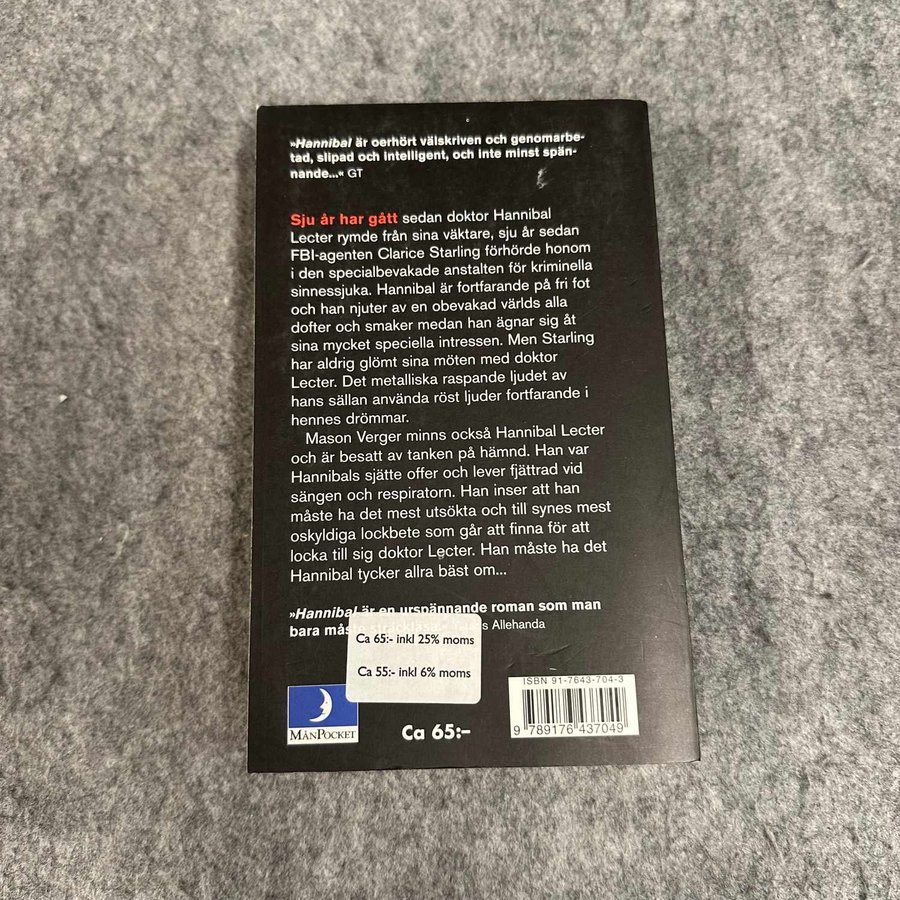 »Hannibal är oerhört välskriven och genomarbe-
tad, slipad och intelligent, och inte minst spän-
nande...« GT
Sju år har gått sedan doktor Hannibal
Lecter rymde från sina väktare, sju år sedan
FBI-agenten Clarice Starling förhörde honom
i den specialbevakade anstalten för kriminella
sinnessjuka. Hannibal är fortfarande på fri fot
och han njuter av en obevakad världs alla
dofter och smaker medan han ägnar sig åt
sina mycket speciella intressen. Men Starling
har aldrig glömt sina möten med doktor
Lecter. Det metalliska raspande ljudet av
hans sällan använda röst ljuder fortfarande i
hennes drömmar.
Mason Verger minns också Hannibal Lecter
och är besatt av tanken på hämnd. Han var
Hannibals sjätte offer och lever fjättrad vid
sängen och respiratorn. Han inser att han
måste ha det mest utsökta och till synes mest
oskyldiga lockbete som går att finna för att
locka till sig doktor Lecter. Han måste ha det
Hannibal tycker allra bäst om...
»Hannibal är en urspännande roman som man
bara Allehanda
Ca 65:- inkl 25% moms
Ca 55:- inkl 6% moms
MÅNPOCKET
Ca 65:-
ISBN 91-7643-704-3
9 789176 437049